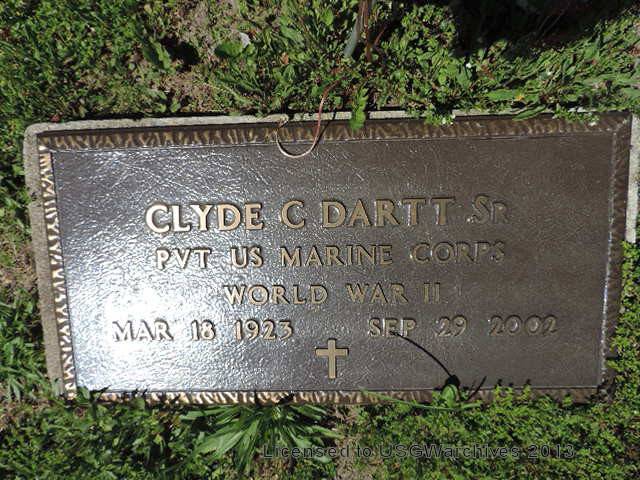 CLYDE C DARTT Sr
PVT US MARINE CORPS
WORLD WAR II
MAR 18 1923 SEP 29 2002
Licensed to USGWarchives 2013